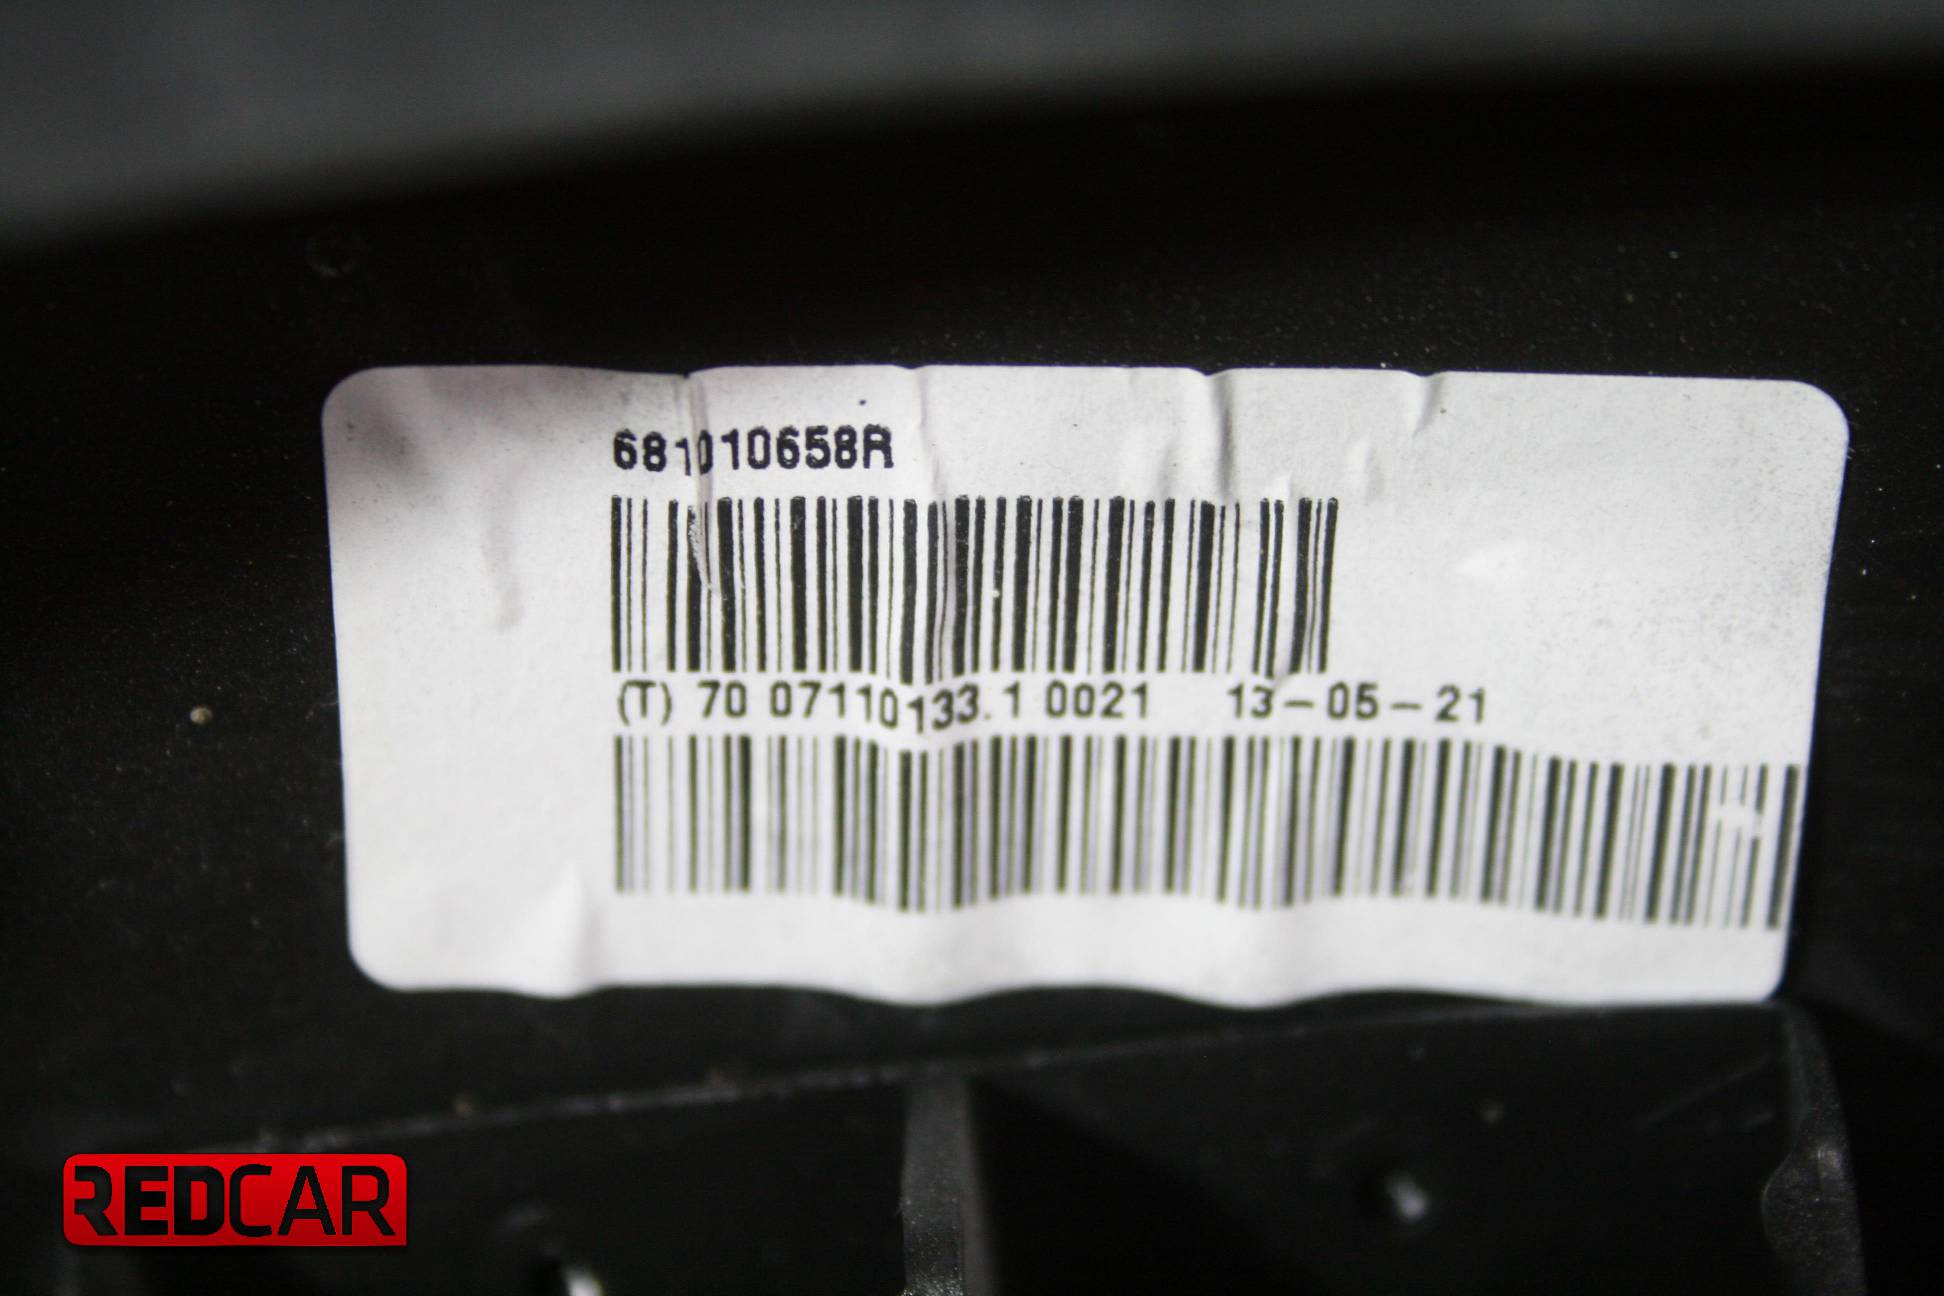 681010658R
(T) 70 07110133.1 0021 13-05-21
REDCAR